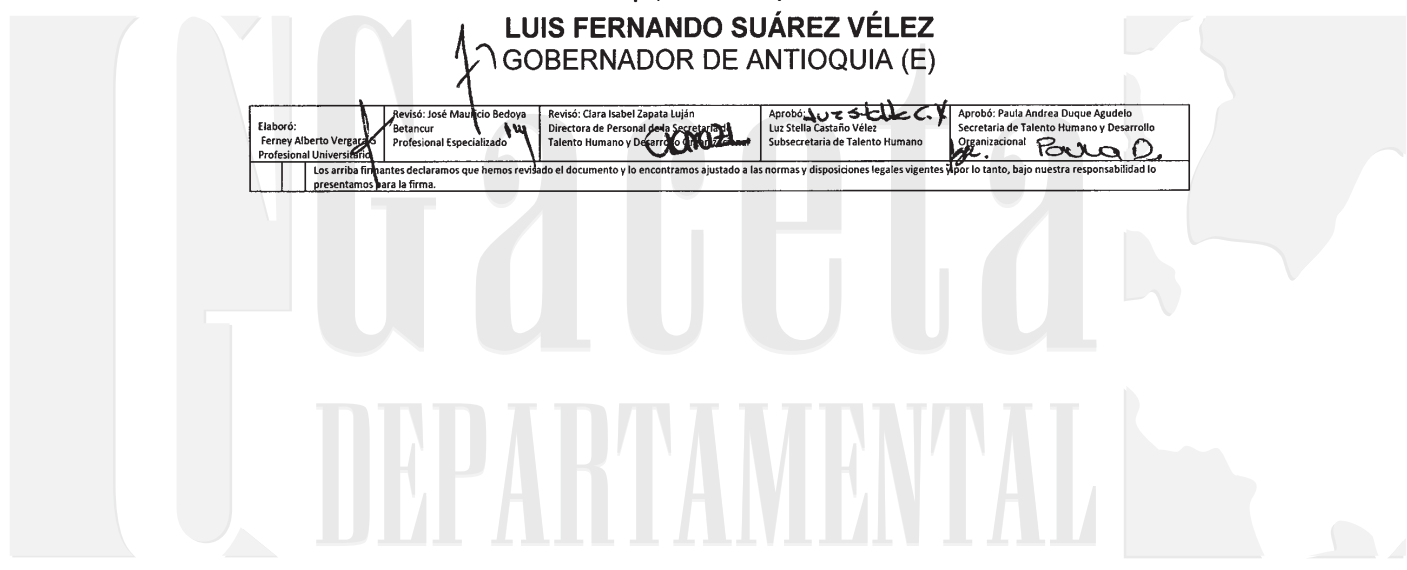 LUIS FERNANDO SUÁREZ VÉLEZ
GOBERNADOR DE ANTIOQUIA (E)
Elaboró:
Ferney Alberto Vergara
Profesional Universitario
Revisó: José Mauricio Bedoya
Betancur
Profesional Especializado
Revisó: Clara Isabel Zapata Luján
Directora de Personal de la Secretaría de
Talento Humano y Desarrollo Organizacional
Aprobó: Luz Stella C. V
Luz Stella Castaño Vélez
Subsecretaria de Talento Humano
Aprobó: Paula Andrea Duque Agudelo
Secretaria de Talento Humano y Desarrollo
Organizacional
Paula D.
Los arriba firmantes declaramos que hemos revisado el documento y lo encontramos ajustado a las normas y disposiciones legales vigentes y por lo tanto, bajo nuestra responsabilidad lo
presentamos para la firma.
Gaceta
DEPARTAMENTAL